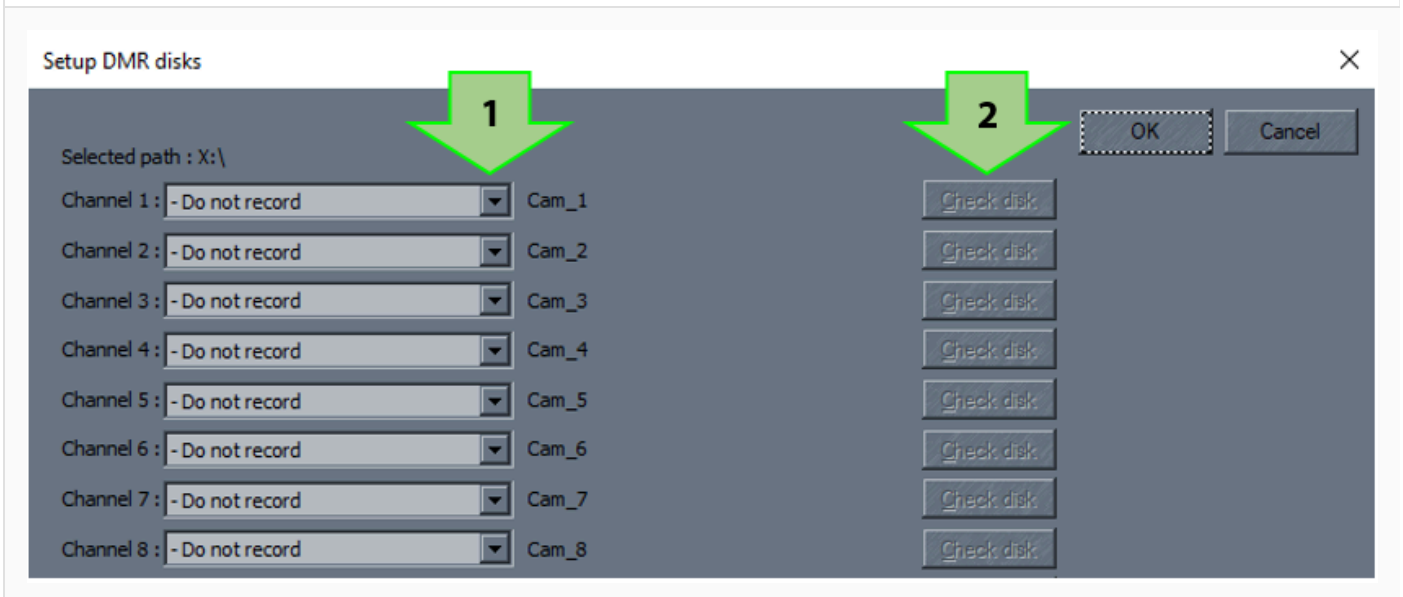 Setup DMR disks
1
2
OK
Cancel
Selected path : X:\
Channel 1 : - Do not record Cam_1 Check disk
Channel 2 : - Do not record Cam_2 Check disk
Channel 3 : - Do not record Cam_3 Check disk
Channel 4 : - Do not record Cam_4 Check disk
Channel 5 : - Do not record Cam_5 Check disk
Channel 6 : - Do not record Cam_6 Check disk
Channel 7 : - Do not record Cam_7 Check disk
Channel 8 : - Do not record Cam_8 Check disk